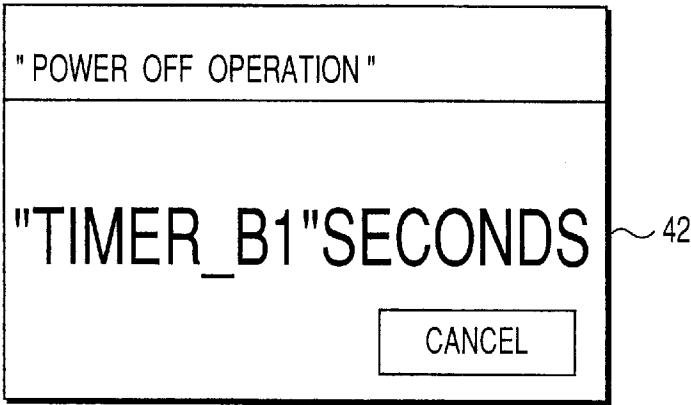 " POWER OFF OPERATION "
"TIMER_B1"SECONDS
42
CANCEL